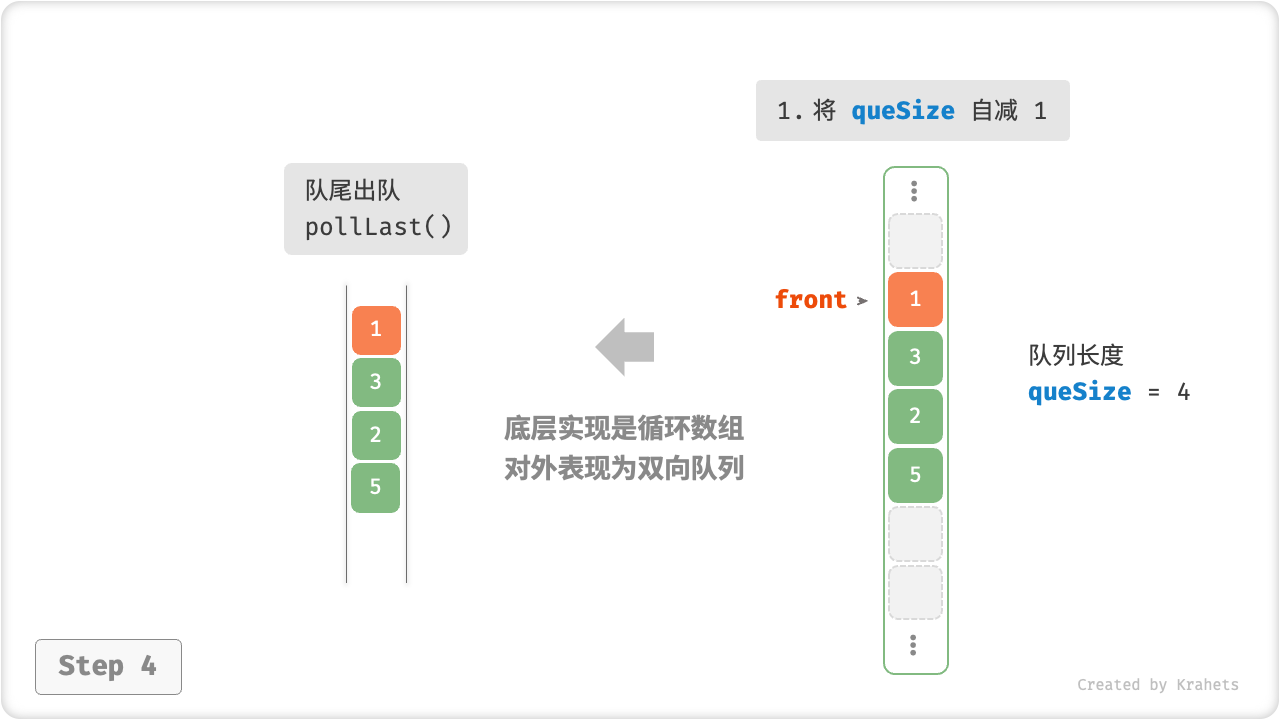 1. 将 queSize 自减 1
队尾出队
pollLast()
front
1
3
2
5
1
3
2
5
队列长度
queSize = 4
底层实现是循环数组
对外表现为双向队列
Step 4
Created by Krahets